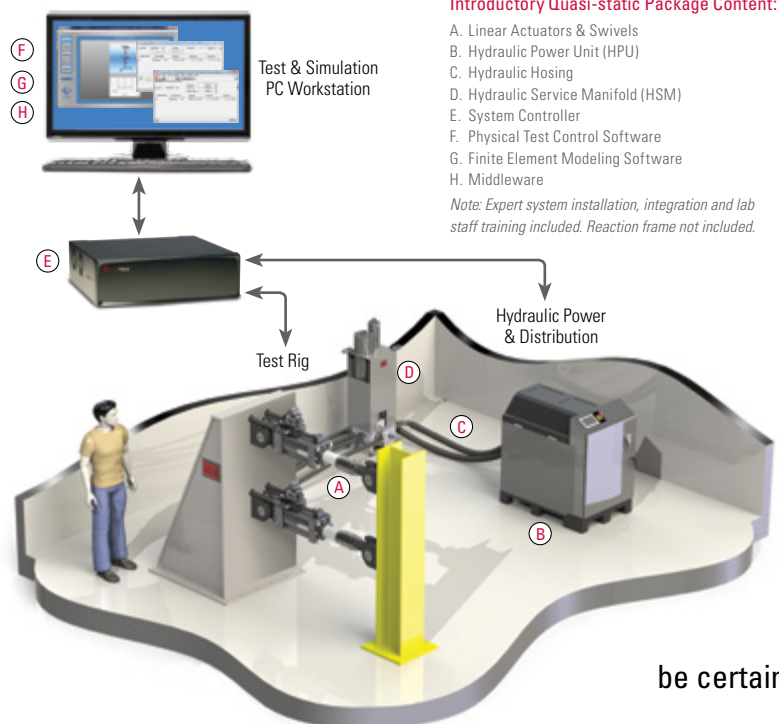 Introductory Quasi-static Package Content:
A. Linear Actuators & Swivels
B. Hydraulic Power Unit (HPU)
C. Hydraulic Hosing
D. Hydraulic Service Manifold (HSM)
E. System Controller
F. Physical Test Control Software
G. Finite Element Modeling Software
H. Middleware
Note: Expert system installation, integration and lab
staff training included. Reaction frame not included.
F
G
H
Test & Simulation
PC Workstation
E
Test Rig
Hydraulic Power
& Distribution
D
C
A
B
be certain